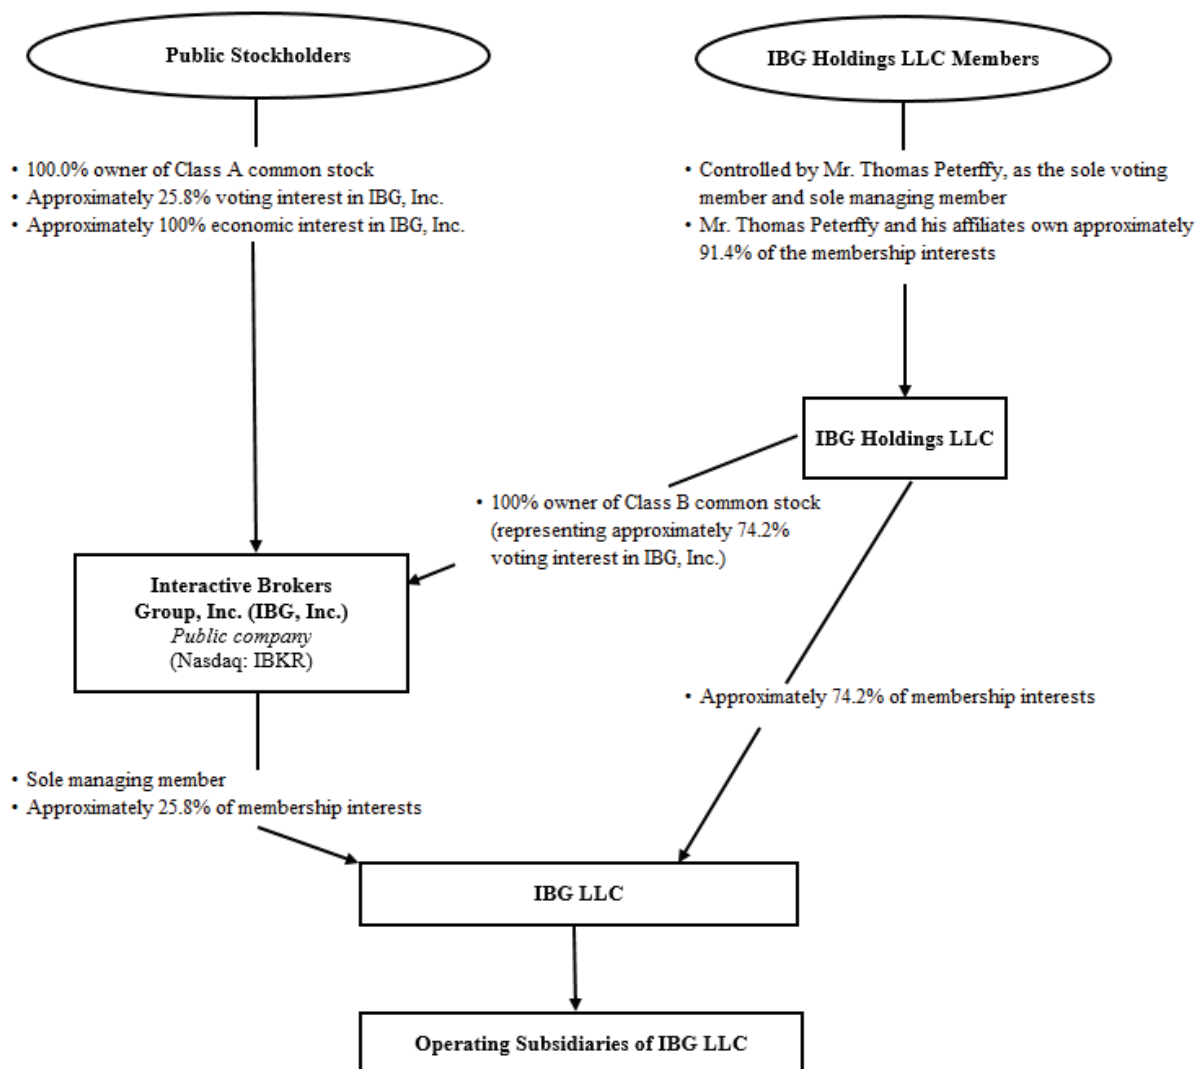 Public Stockholders
IBG Holdings LLC Members
• 100.0% owner of Class A common stock
• Approximately 25.8% voting interest in IBG, Inc.
• Approximately 100% economic interest in IBG, Inc.
• Controlled by Mr. Thomas Peterffy, as the sole voting
member and sole managing member
• Mr. Thomas Peterffy and his affiliates own approximately
91.4% of the membership interests
IBG Holdings LLC
• 100% owner of Class B common stock
(representing approximately 74.2%
voting interest in IBG, Inc.)
Interactive Brokers
Group, Inc. (IBG, Inc.)
Public company
(Nasdaq: IBKR)
• Approximately 74.2% of membership interests
• Sole managing member
• Approximately 25.8% of membership interests
IBG LLC
Operating Subsidiaries of IBG LLC